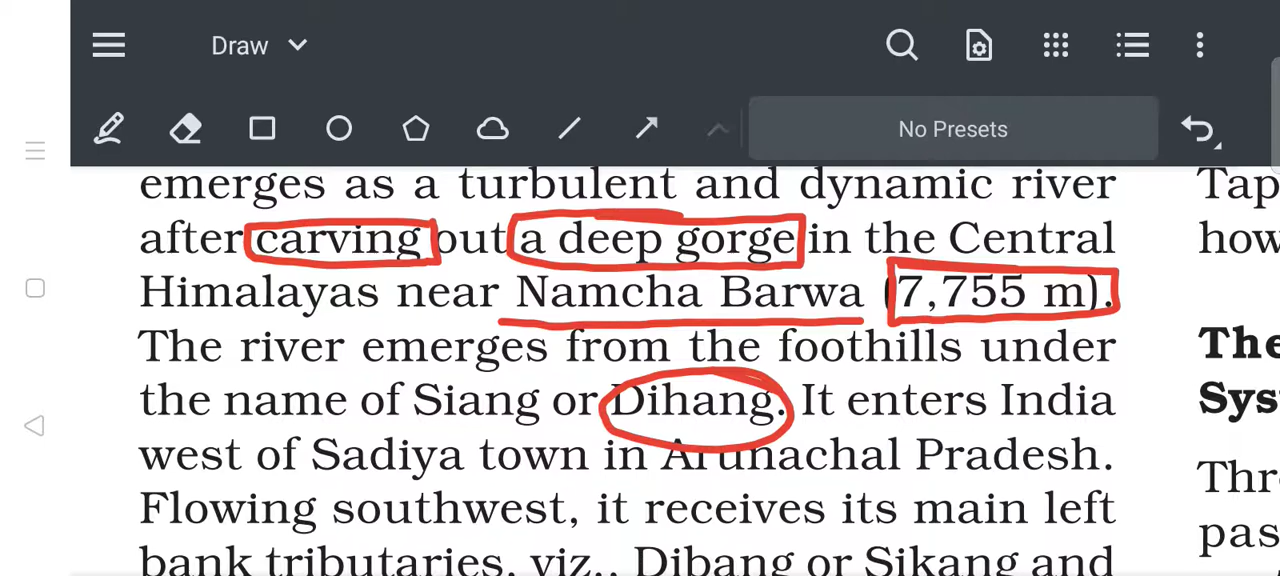 Draw
No Presets
emerges as a turbulent and dynamic river
after carving out a deep gorge in the Central
Himalayas near Namcha Barwa (7,755 m).
The river emerges from the foothills under
the name of Siang or Dihang. It enters India
west of Sadiya town in Arunachal Pradesh.
Flowing southwest, it receives its main left
bank tributaries, viz., Dibang or Sikang and
Tap
how
The
Sys
Thr
pas